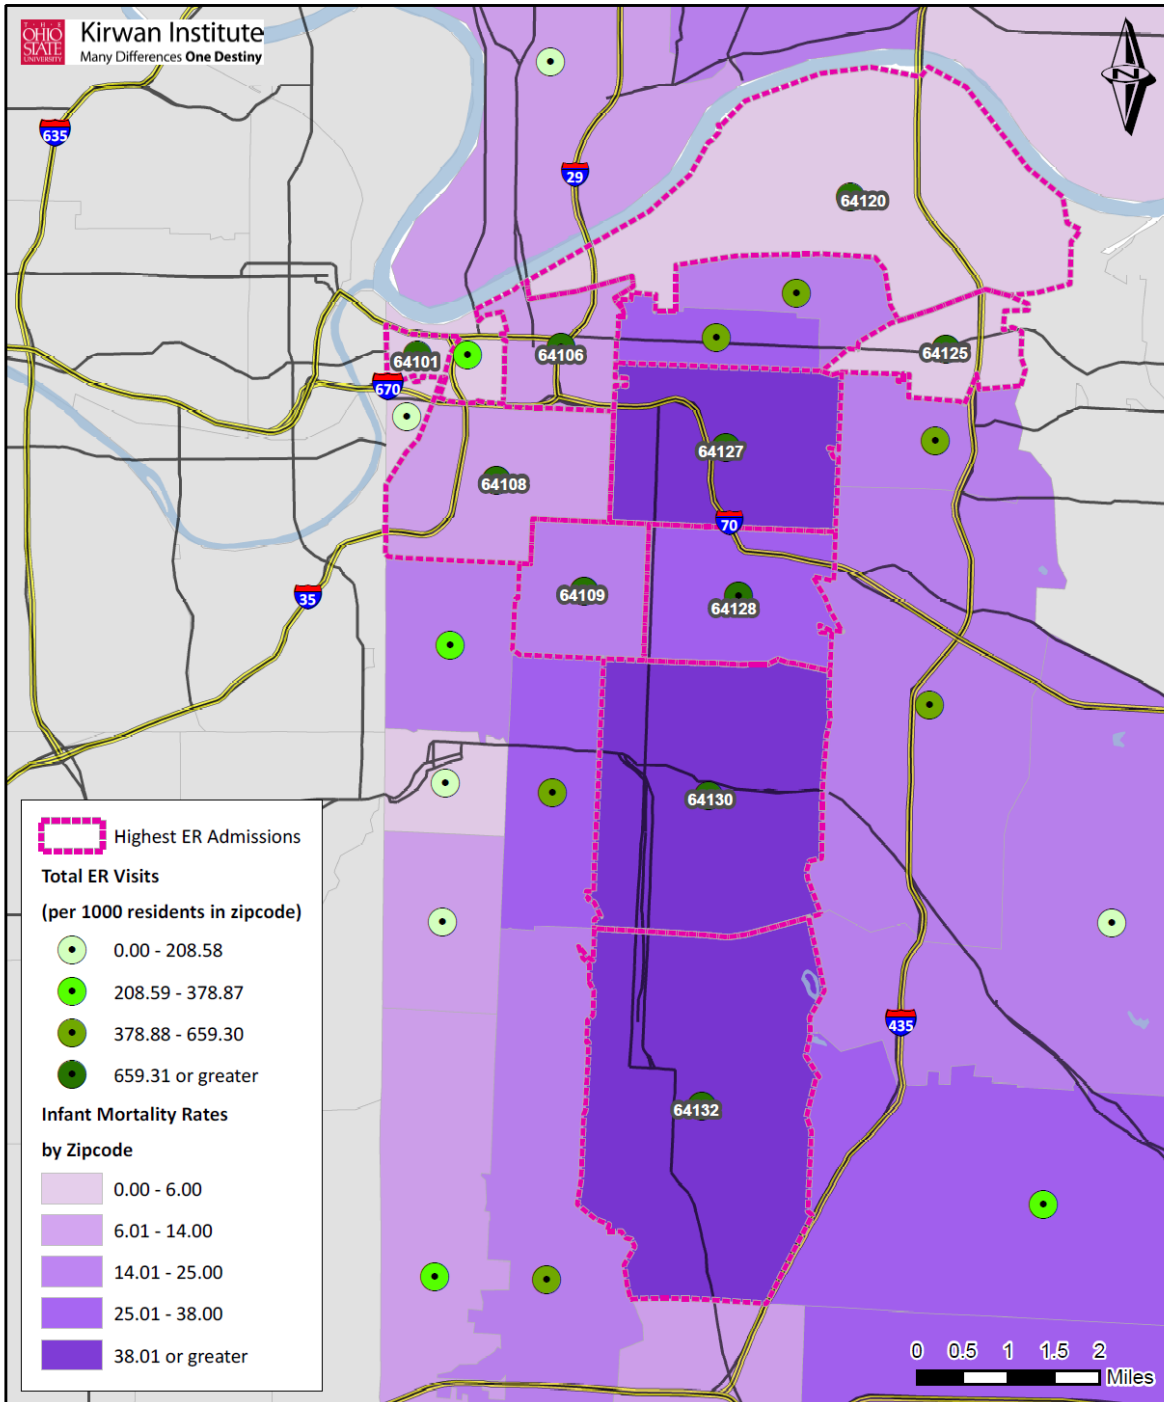 THE
OHIO
STATE
UNIVERSITY
Kirwan Institute
Many Differences One Destiny
N
635
29
64120
64101
64106
64125
670
64127
64108
70
35
64109
64128
64130
435
64132
Highest ER Admissions
Total ER Visits
(per 1000 residents in zipcode)
0.00 - 208.58
208.59 - 378.87
378.88 - 659.30
659.31 or greater
Infant Mortality Rates
by Zipcode
0.00 - 6.00
6.01 - 14.00
14.01 - 25.00
25.01 - 38.00
38.01 or greater
0 0.5 1 1.5 2
Miles